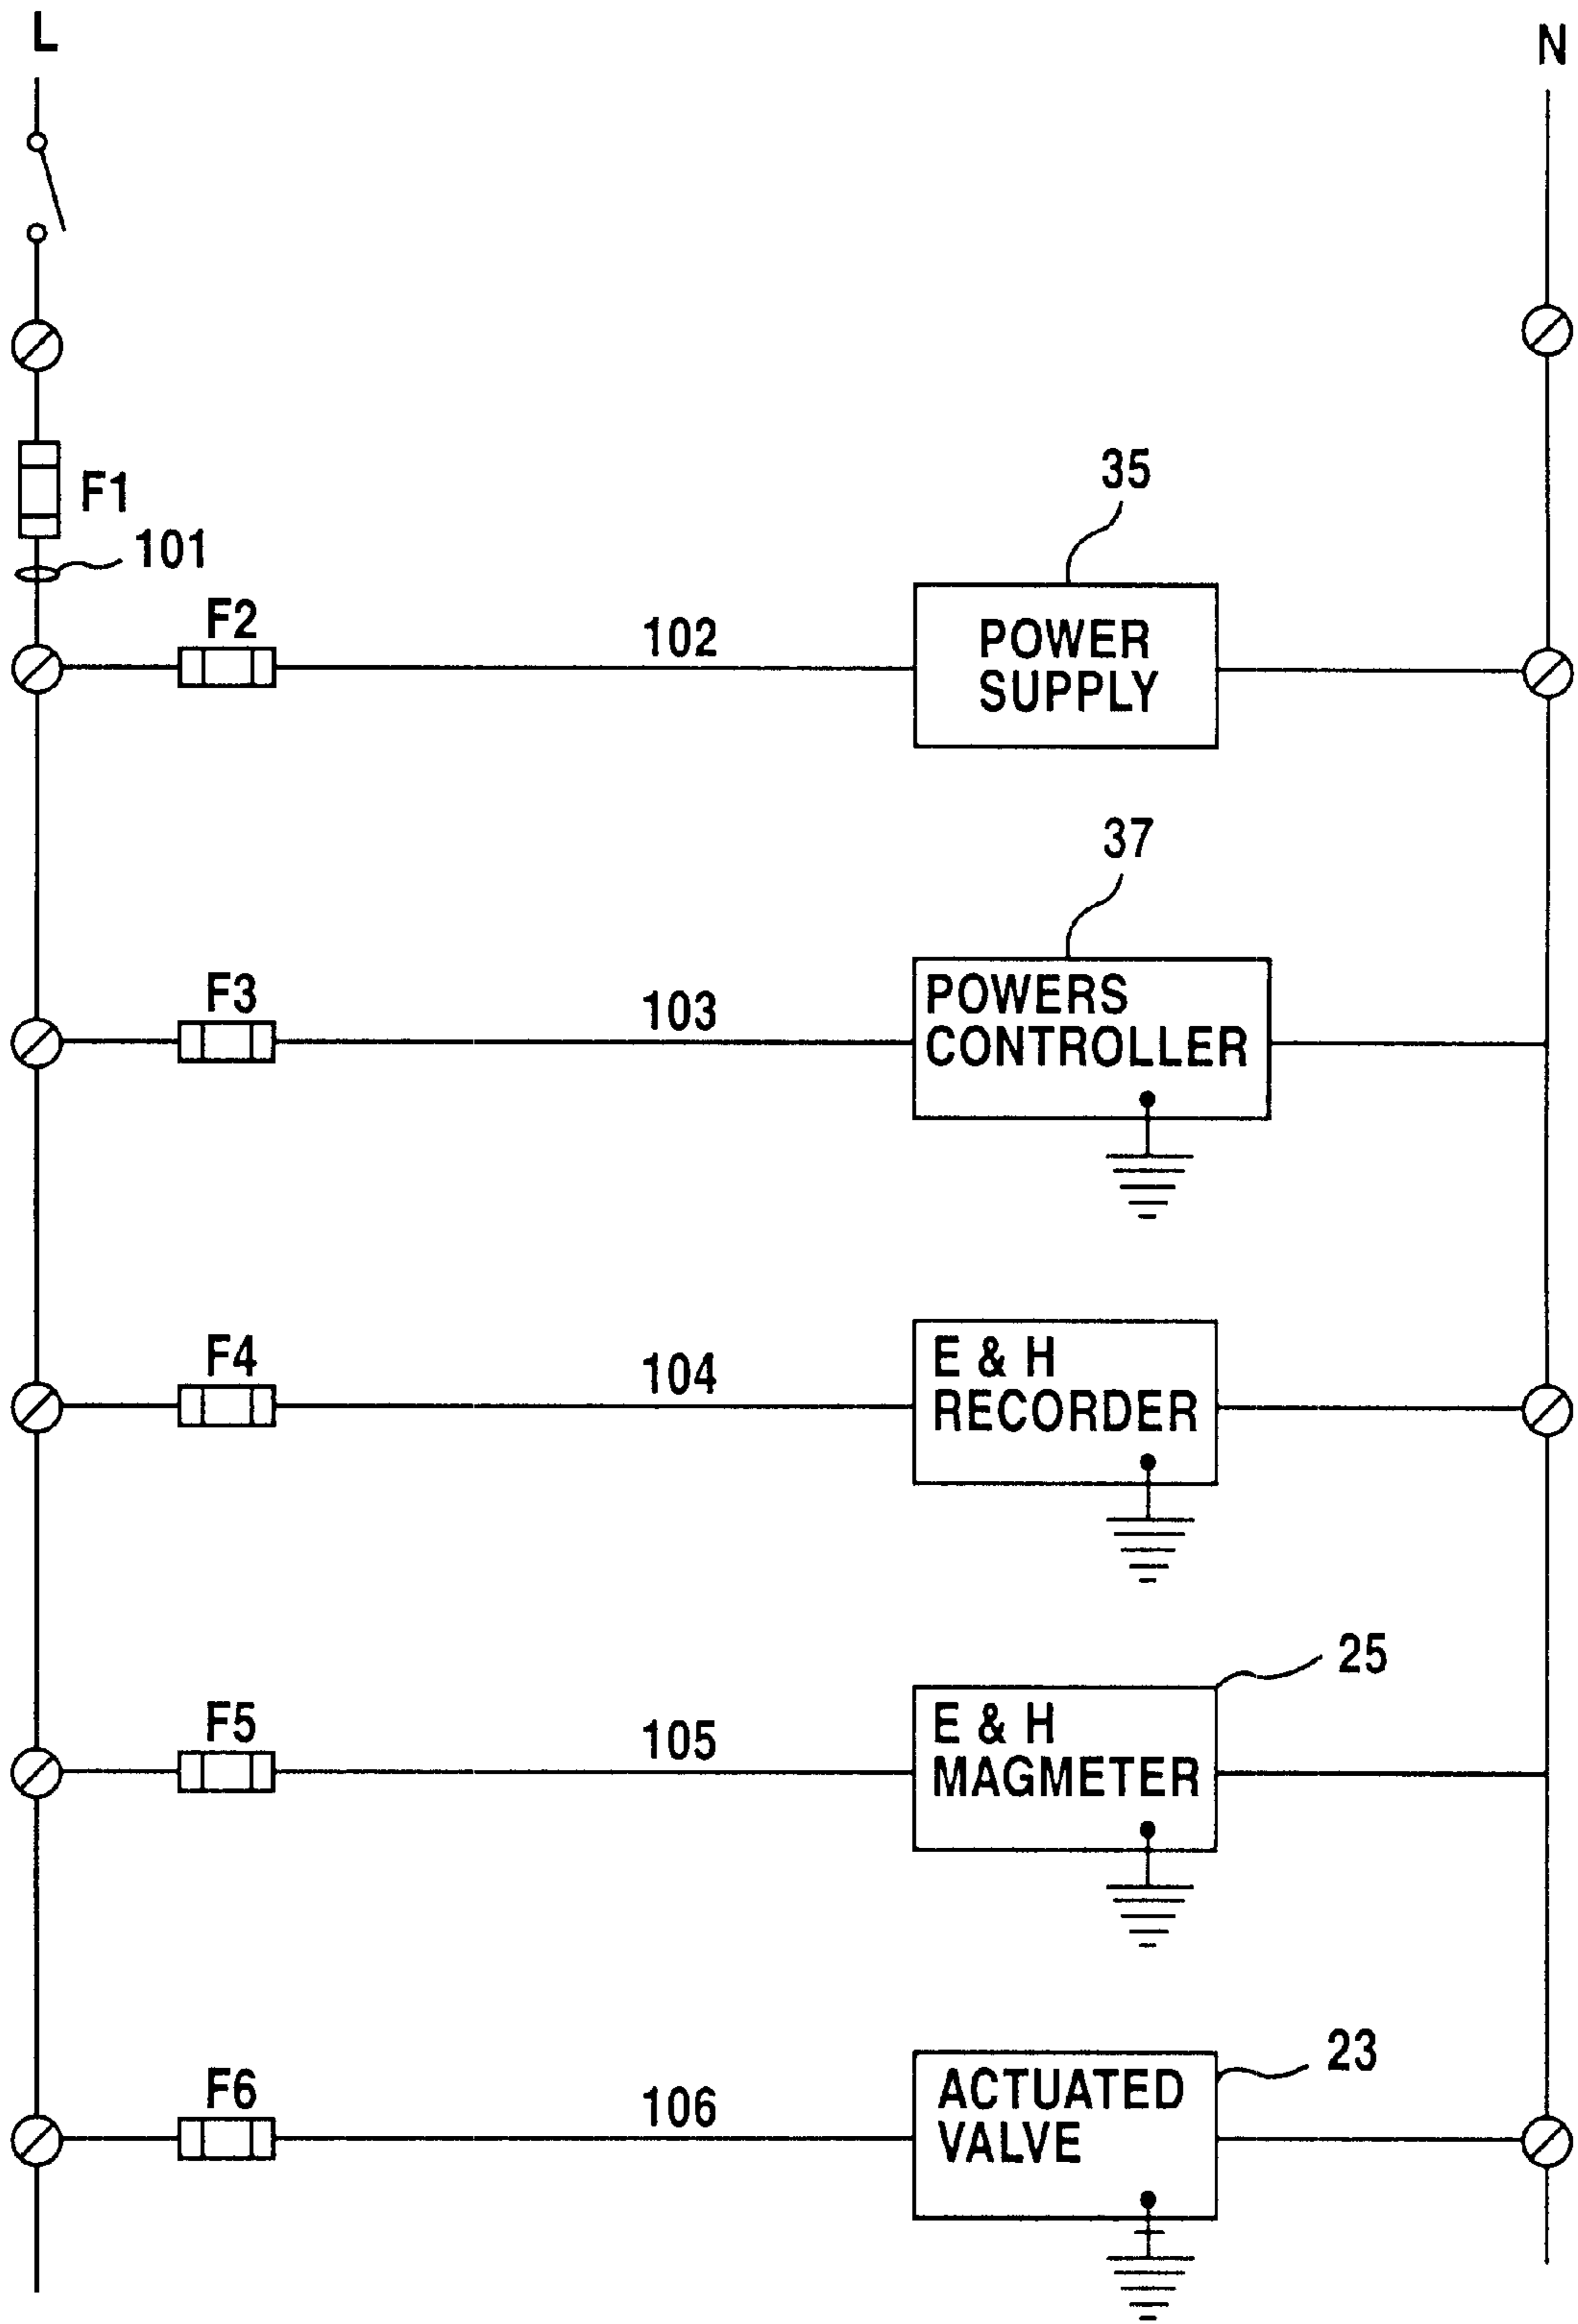 L
N
F1
101
35
F2
102
POWER
SUPPLY
37
F3
103
POWERS
CONTROLLER
F4
104
E & H
RECORDER
25
F5
105
E & H
MAGMETER
23
F6
106
ACTUATED
VALVE